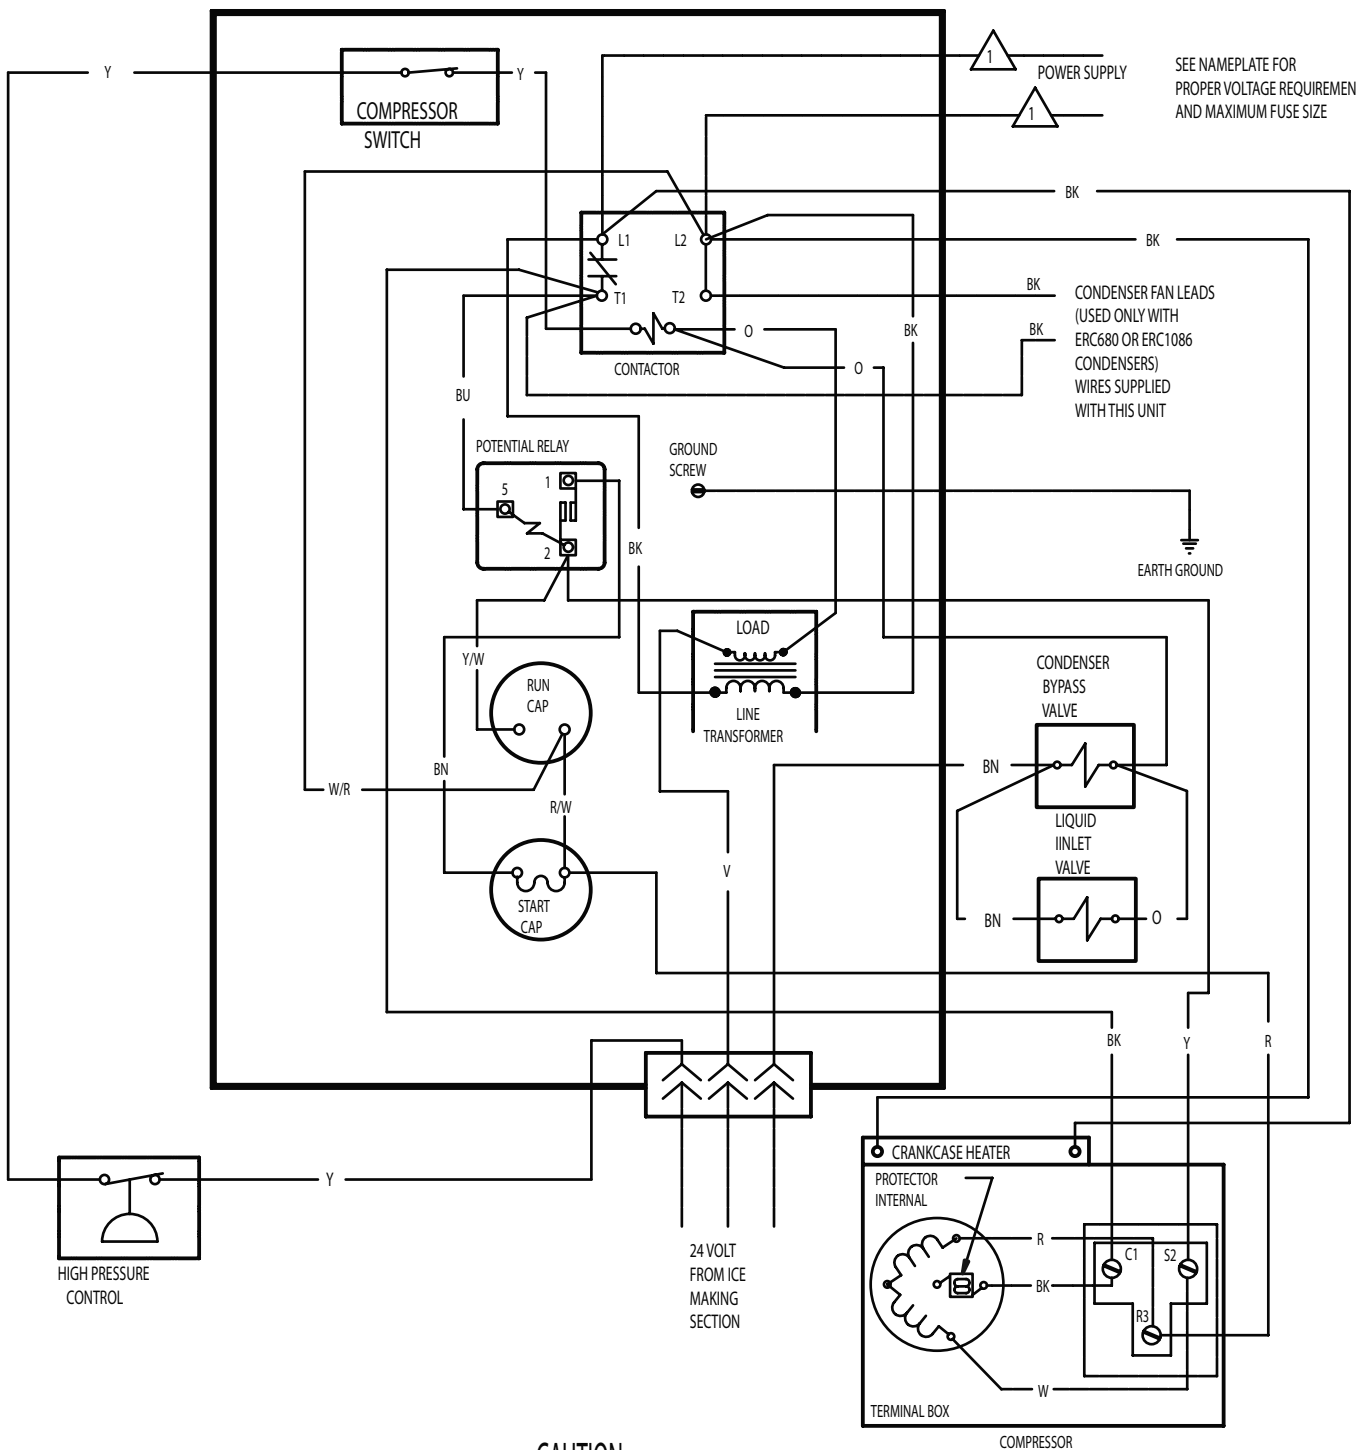 1
POWER SUPPLY
SEE NAMEPLATE FOR
PROPER VOLTAGE REQUIREMEN
AND MAXIMUM FUSE SIZE
1
Y
Y
COMPRESSOR
SWITCH
BK
L1
L2
BK
T1
T2
BK
CONDENSER FAN LEADS
(USED ONLY WITH
ERC680 OR ERC1086
CONDENSERS)
WIRES SUPPLIED
WITH THIS UNIT
BK
O
BK
CONTACTOR
O
BU
POTENTIAL RELAY
GROUND
SCREW
1
5
2
BK
EARTH GROUND
LOAD
Y/W
CONDENSER
BYPASS
VALVE
RUN
CAP
LINE
TRANSFORMER
BN
BN
W/R
R/W
LIQUID
IINLET
VALVE
V
START
CAP
BN
O
BK
Y
R
CRANKCASE HEATER
PROTECTOR
INTERNAL
Y
HIGH PRESSURE
CONTROL
24 VOLT
FROM ICE
MAKING
SECTION
R
C1
S2
BK
R3
W
TERMINAL BOX
COMPRESSOR
CAUTION